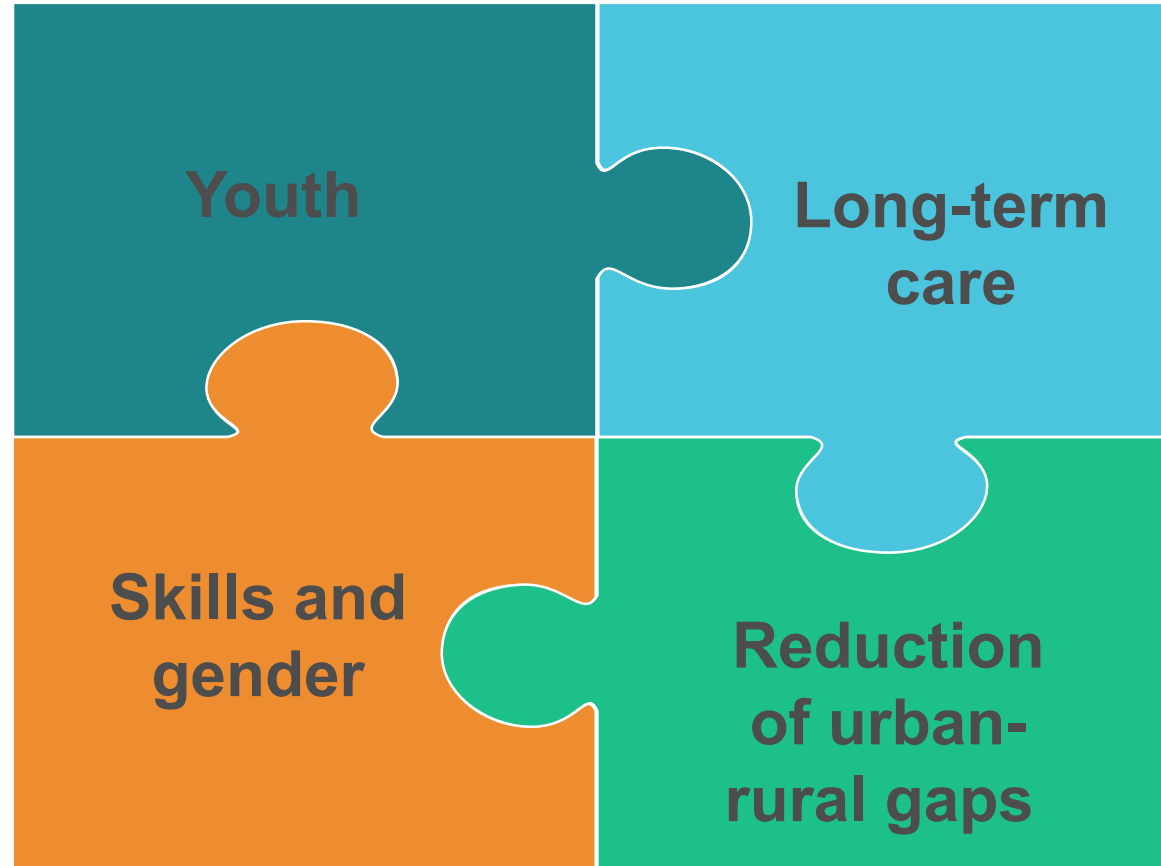 Youth
Long-term
care
Skills and
gender
Reduction
of urban-
rural gaps